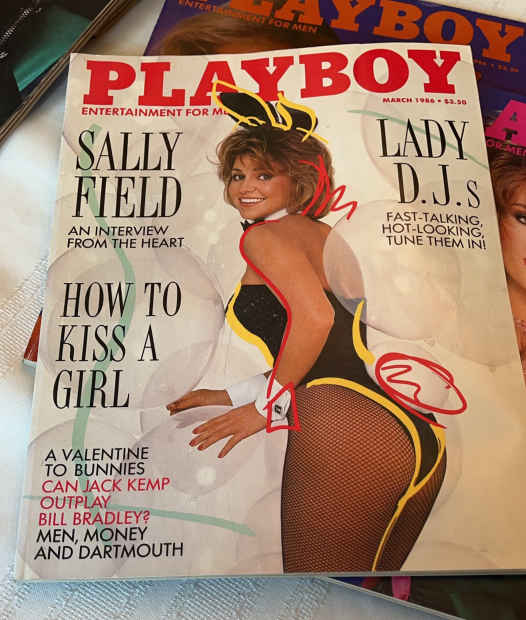 PLAYBOY
ENTERTAINMENT FOR MEN
PLAYBOY
ENTERTAINMENT FOR M
MARCH 1986 • $3.50
SALLY
FIELD
AN INTERVIEW
FROM THE HEART
LADY
D.J.s
FAST-TALKING,
HOT-LOOKING,
TUNE THEM IN!
HOW TO
KISS A
GIRL
A VALENTINE
TO BUNNIES
CAN JACK KEMP
OUTPLAY
BILL BRADLEY?
MEN, MONEY
AND DARTMOUTH